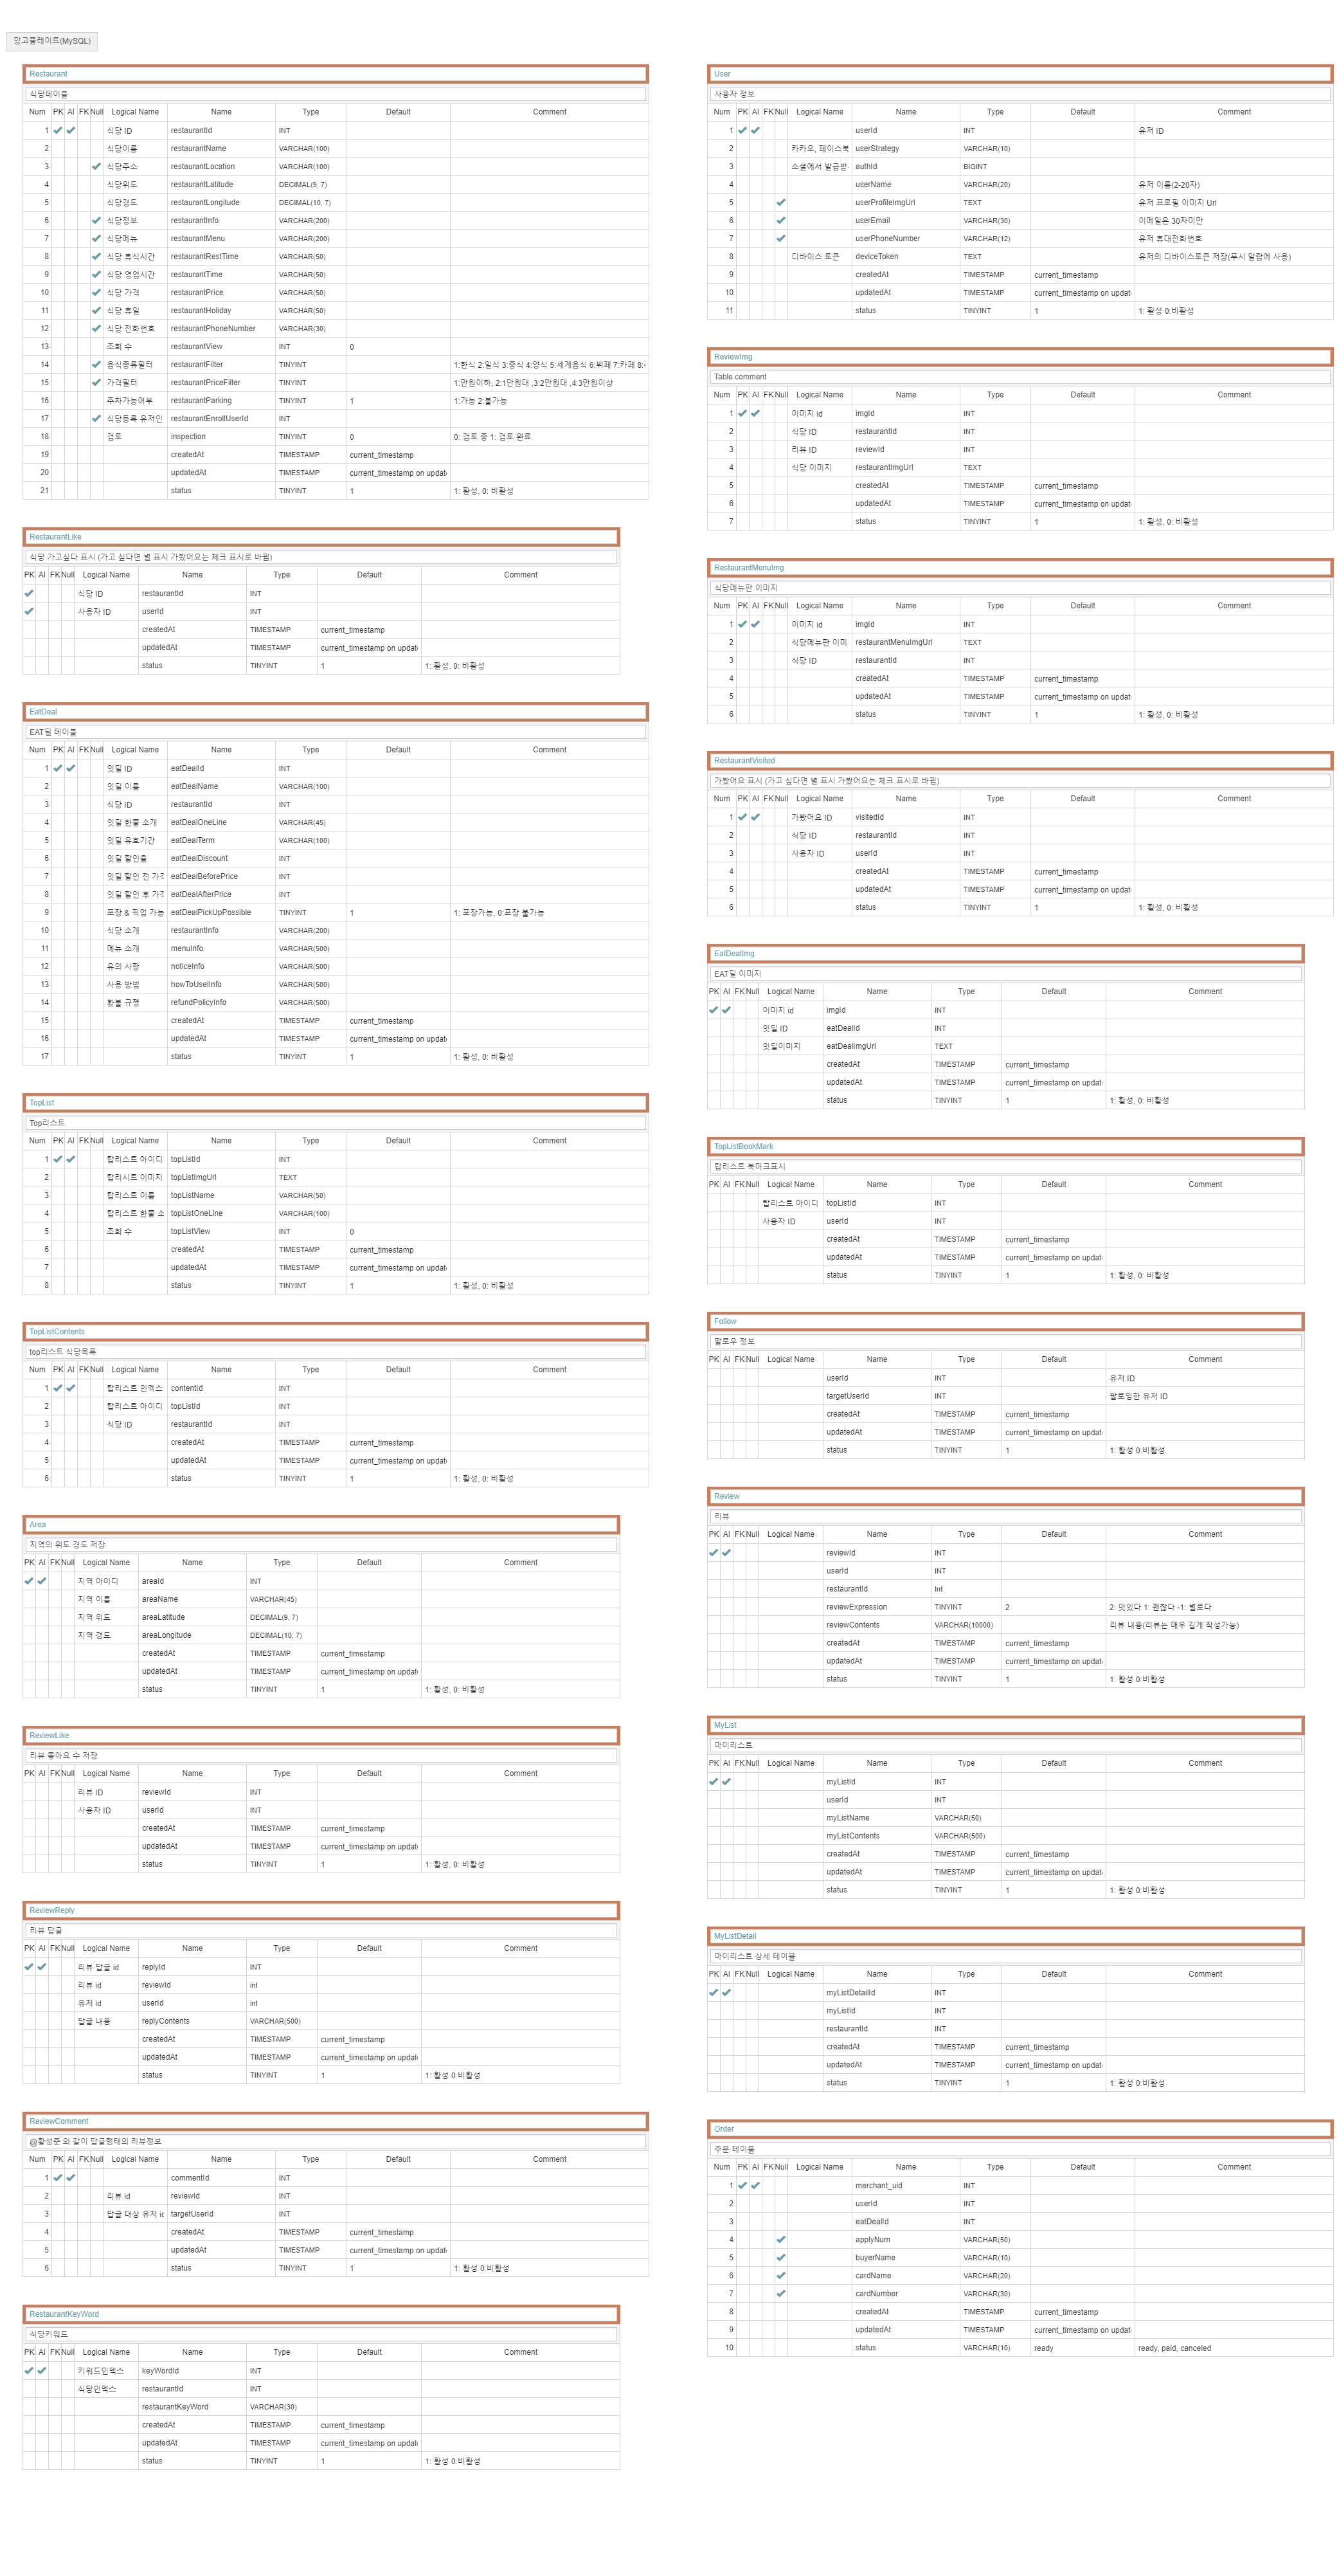 망고플레이트(MySQL)
Restaurant
식당테이블
Num PK AI FK Null Logical Name Name Type Default Comment
1 식당 ID restaurantId INT
2 식당이름 restaurantName VARCHAR(100)
3 식당주소 restaurantLocation VARCHAR(100)
4 식당위도 restaurantLatitude DECIMAL(9, 7)
5 식당경도 restaurantLongitude DECIMAL(10, 7)
6 식당정보 restaurantInfo VARCHAR(200)
7 식당메뉴 restaurantMenu VARCHAR(200)
8 식당 휴식시간 restaurantRestTime VARCHAR(50)
9 식당 영업시간 restaurantTime VARCHAR(50)
10 식당 가격 restaurantPrice VARCHAR(50)
11 식당 휴일 restaurantHoliday VARCHAR(50)
12 식당 전화번호 restaurantPhoneNumber VARCHAR(30)
13 조회 수 restaurantView INT 0
14 음식종류필터 restaurantFilter TINYINT 1:한식 2:일식 3:중식 4:양식 5:세계음식 6:뷔페 7:카페 8:
15 가격필터 restaurantPriceFilter TINYINT 1:만원이하, 2:1만원대 ,3:2만원대 ,4:3만원이상
16 주차가능여부 restaurantParking TINYINT 1 1:가능 2:불가능
17 식당등록 유저인 restaurantEnrollUserId INT
18 검토 inspection TINYINT 0 0: 검토 중 1: 검토 완료
19 createdAt TIMESTAMP current_timestamp
20 updatedAt TIMESTAMP current_timestamp on updat
21 status TINYINT 1 1: 활성, 0: 비활성
RestaurantLike
식당 가고싶다 표시 (가고 싶다면 별 표시 가봤어요는 체크 표시로 바뀜)
PK AI FK Null Logical Name Name Type Default Comment
식당 ID restaurantId INT
사용자 ID userId INT
createdAt TIMESTAMP current_timestamp
updatedAt TIMESTAMP current_timestamp on updat
status TINYINT 1 1: 활성, 0: 비활성
EatDeal
EAT딜 테이블
Num PK AI FK Null Logical Name Name Type Default Comment
1 잇딜 ID eatDealId INT
2 잇딜 이름 eatDealName VARCHAR(100)
3 식당 ID restaurantId INT
4 잇딜 한줄 소개 eatDealOneLine VARCHAR(45)
5 잇딜 유효기간 eatDealTerm VARCHAR(100)
6 잇딜 할인율 eatDealDiscount INT
7 잇딜 할인 전 가격 eatDealBeforePrice INT
8 잇딜 할인 후 가격 eatDealAfterPrice INT
9 포장 & 픽업 가능 eatDealPickUpPossible TINYINT 1 1: 포장가능, 0:포장 불가능
10 식당 소개 restaurantInfo VARCHAR(200)
11 메뉴 소개 menuInfo VARCHAR(500)
12 유의 사항 noticeInfo VARCHAR(500)
13 사용 방법 howToUseInfo VARCHAR(500)
14 환불 규쟁 refundPolicyInfo VARCHAR(500)
15 createdAt TIMESTAMP current_timestamp
16 updatedAt TIMESTAMP current_timestamp on updat
17 status TINYINT 1 1: 활성, 0: 비활성
TopList
Top리스트
Num PK AI FK Null Logical Name Name Type Default Comment
1 탑리스트 아이디 topListId INT
2 탑리시트 이미지 topListImgUrl TEXT
3 탑리스트 이름 topListName VARCHAR(50)
4 탑리스트 한줄 소 topListOneLine VARCHAR(100)
5 조회 수 topListView INT 0
6 createdAt TIMESTAMP current_timestamp
7 updatedAt TIMESTAMP current_timestamp on updat
8 status TINYINT 1 1: 활성, 0: 비활성
TopListContents
top리스트 식당목록
Num PK AI FK Null Logical Name Name Type Default Comment
1 탑리스트 인덱스 contentId INT
2 탑리스트 아이디 topListId INT
3 식당 ID restaurantId INT
4 createdAt TIMESTAMP current_timestamp
5 updatedAt TIMESTAMP current_timestamp on updat
6 status TINYINT 1 1: 활성, 0: 비활성
Area
지역의 위도 경도 저장
PK AI FK Null Logical Name Name Type Default Comment
지역 아이디 areaId INT
지역 이름 areaName VARCHAR(45)
지역 위도 areaLatitude DECIMAL(9, 7)
지역 경도 areaLongitude DECIMAL(10, 7)
createdAt TIMESTAMP current_timestamp
updatedAt TIMESTAMP current_timestamp on updat
status TINYINT 1 1: 활성, 0: 비활성
ReviewLike
리뷰 좋아요 수 저장
PK AI FK Null Logical Name Name Type Default Comment
리뷰 ID reviewId INT
사용자 ID userId INT
createdAt TIMESTAMP current_timestamp
updatedAt TIMESTAMP current_timestamp on updat
status TINYINT 1 1: 활성, 0: 비활성
ReviewReply
리뷰 답글
PK AI FK Null Logical Name Name Type Default Comment
리뷰 답글 id replyId INT
리뷰 id reviewId int
유저 id userId int
답글 내용 replyContents VARCHAR(500)
createdAt TIMESTAMP current_timestamp
updatedAt TIMESTAMP current_timestamp on updat
status TINYINT 1 1: 활성 0:비활성
ReviewComment
@황성준 와 같이 답글형태의 리뷰정보
Num PK AI FK Null Logical Name Name Type Default Comment
1 commentId INT
2 리뷰 id reviewId INT
3 답글 대상 유저 id targetUserId INT
4 createdAt TIMESTAMP current_timestamp
5 updatedAt TIMESTAMP current_timestamp on updat
6 status TINYINT 1 1: 활성 0:비활성
RestaurantKeyWord
식당키워드
PK AI FK Null Logical Name Name Type Default Comment
키워드인덱스 keyWordId INT
식당인덱스 restaurantId INT
restaurantKeyWord VARCHAR(30)
createdAt TIMESTAMP current_timestamp
updatedAt TIMESTAMP current_timestamp on updat
status TINYINT 1 1: 활성 0:비활성
User
사용자 정보
Num PK AI FK Null Logical Name Name Type Default Comment
1 userId INT 유저 ID
2 카카오, 페이스북 userStrategy VARCHAR(10)
3 소셜에서 발급받 authId BIGINT
4 userName VARCHAR(20) 유저 이름(2-20자)
5 userProfileImgUrl TEXT 유저 프로필 이미지 Url
6 userEmail VARCHAR(30) 이메일은 30자미만
7 userPhoneNumber VARCHAR(12) 유저 휴대전화번호
8 디바이스 토큰 deviceToken TEXT 유저의 디바이스토큰 저장(푸시 알람에 사용)
9 createdAt TIMESTAMP current_timestamp
10 updatedAt TIMESTAMP current_timestamp on updat
11 status TINYINT 1 1: 활성 0:비활성
ReviewImg
Table comment
Num PK AI FK Null Logical Name Name Type Default Comment
1 이미지 id imgId INT
2 식당 ID restaurantId INT
3 리뷰 ID reviewId INT
4 식당 이미지 restaurantImgUrl TEXT
5 createdAt TIMESTAMP current_timestamp
6 updatedAt TIMESTAMP current_timestamp on updat
7 status TINYINT 1 1: 활성, 0: 비활성
RestaurantMenuImg
식당메뉴판 이미지
Num PK AI FK Null Logical Name Name Type Default Comment
1 이미지 id imgId INT
2 식당메뉴판 이미 restaurantMenuImgUrl TEXT
3 식당 ID restaurantId INT
4 createdAt TIMESTAMP current_timestamp
5 updatedAt TIMESTAMP current_timestamp on updat
6 status TINYINT 1 1: 활성, 0: 비활성
RestaurantVisited
가봤어요 표시 (가고 싶다면 별 표시 가봤어요는 체크 표시로 바뀜)
Num PK AI FK Null Logical Name Name Type Default Comment
1 가봤어요 ID visitedId INT
2 식당 ID restaurantId INT
3 사용자 ID userId INT
4 createdAt TIMESTAMP current_timestamp
5 updatedAt TIMESTAMP current_timestamp on updat
6 status TINYINT 1 1: 활성, 0: 비활성
EatDealImg
EAT딜 이미지
PK AI FK Null Logical Name Name Type Default Comment
이미지 id imgId INT
잇딜 ID eatDealId INT
잇딜이미지 eatDealImgUrl TEXT
createdAt TIMESTAMP current_timestamp
updatedAt TIMESTAMP current_timestamp on updat
status TINYINT 1 1: 활성, 0: 비활성
TopListBookMark
탑리스트 북마크표시
PK AI FK Null Logical Name Name Type Default Comment
탑리스트 아이디 topListId INT
사용자 ID userId INT
createdAt TIMESTAMP current_timestamp
updatedAt TIMESTAMP current_timestamp on updat
status TINYINT 1 1: 활성, 0: 비활성
Follow
팔로우 정보
PK AI FK Null Logical Name Name Type Default Comment
userId INT 유저 ID
targetUserId INT 팔로잉한 유저 ID
createdAt TIMESTAMP current_timestamp
updatedAt TIMESTAMP current_timestamp on updat
status TINYINT 1 1: 활성 0:비활성
Review
리뷰
PK AI FK Null Logical Name Name Type Default Comment
reviewId INT
userId INT
restaurantId Int
reviewExpression TINYINT 2 2: 맛있다 1: 괜찮다 -1: 별로다
reviewContents VARCHAR(10000) 리뷰 내용(리뷰는 매우 길게 작성가능)
createdAt TIMESTAMP current_timestamp
updatedAt TIMESTAMP current_timestamp on updat
status TINYINT 1 1: 활성 0:비활성
MyList
마이리스트
PK AI FK Null Logical Name Name Type Default Comment
myListId INT
userId INT
myListName VARCHAR(50)
myListContents VARCHAR(500)
createdAt TIMESTAMP current_timestamp
updatedAt TIMESTAMP current_timestamp on updat
status TINYINT 1 1: 활성 0:비활성
MyListDetail
마이리스트 상세 테이블
PK AI FK Null Logical Name Name Type Default Comment
myListDetailId INT
myListId INT
restaurantId INT
createdAt TIMESTAMP current_timestamp
updatedAt TIMESTAMP current_timestamp on updat
status TINYINT 1 1: 활성 0:비활성
Order
주문 테이블
Num PK AI FK Null Logical Name Name Type Default Comment
1 merchant_uid INT
2 userId INT
3 eatDealId INT
4 applyNum VARCHAR(50)
5 buyerName VARCHAR(10)
6 cardName VARCHAR(20)
7 cardNumber VARCHAR(30)
8 createdAt TIMESTAMP current_timestamp
9 updatedAt TIMESTAMP current_timestamp on updat
10 status VARCHAR(10) ready ready, paid, canceled